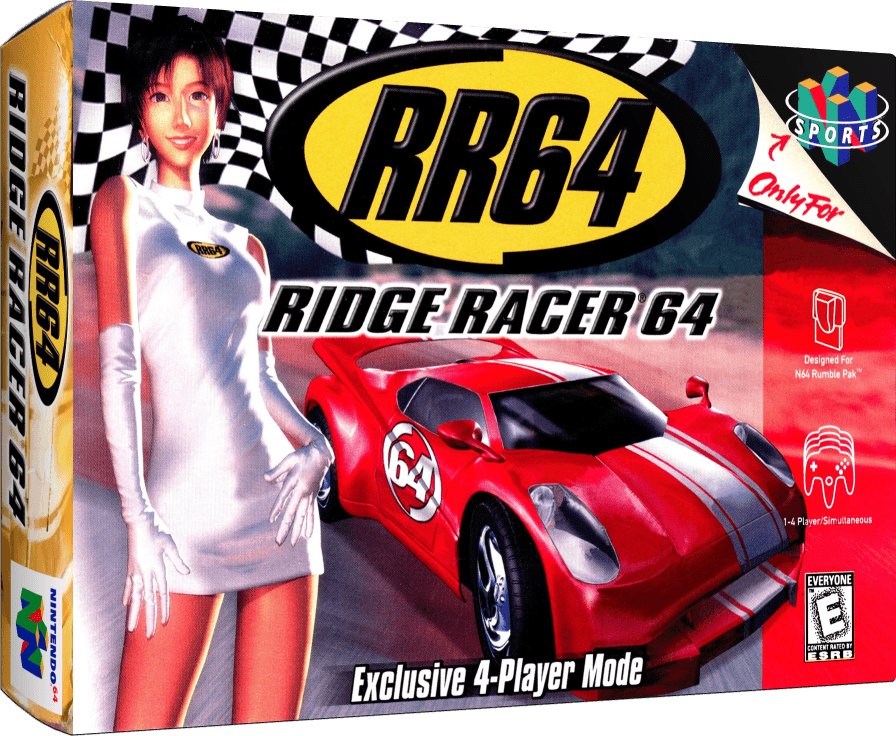 RIDGE RACER 64
RR64
NINTENDO 64
RR64
RR64
RIDGE RACER® 64
64
Exclusive 4-Player Mode
SPORTS
Only For
Designed For
N64 Rumble Pak™
1-4 Player/Simultaneous
EVERYONE
E
CONTENT RATED BY
ESRB